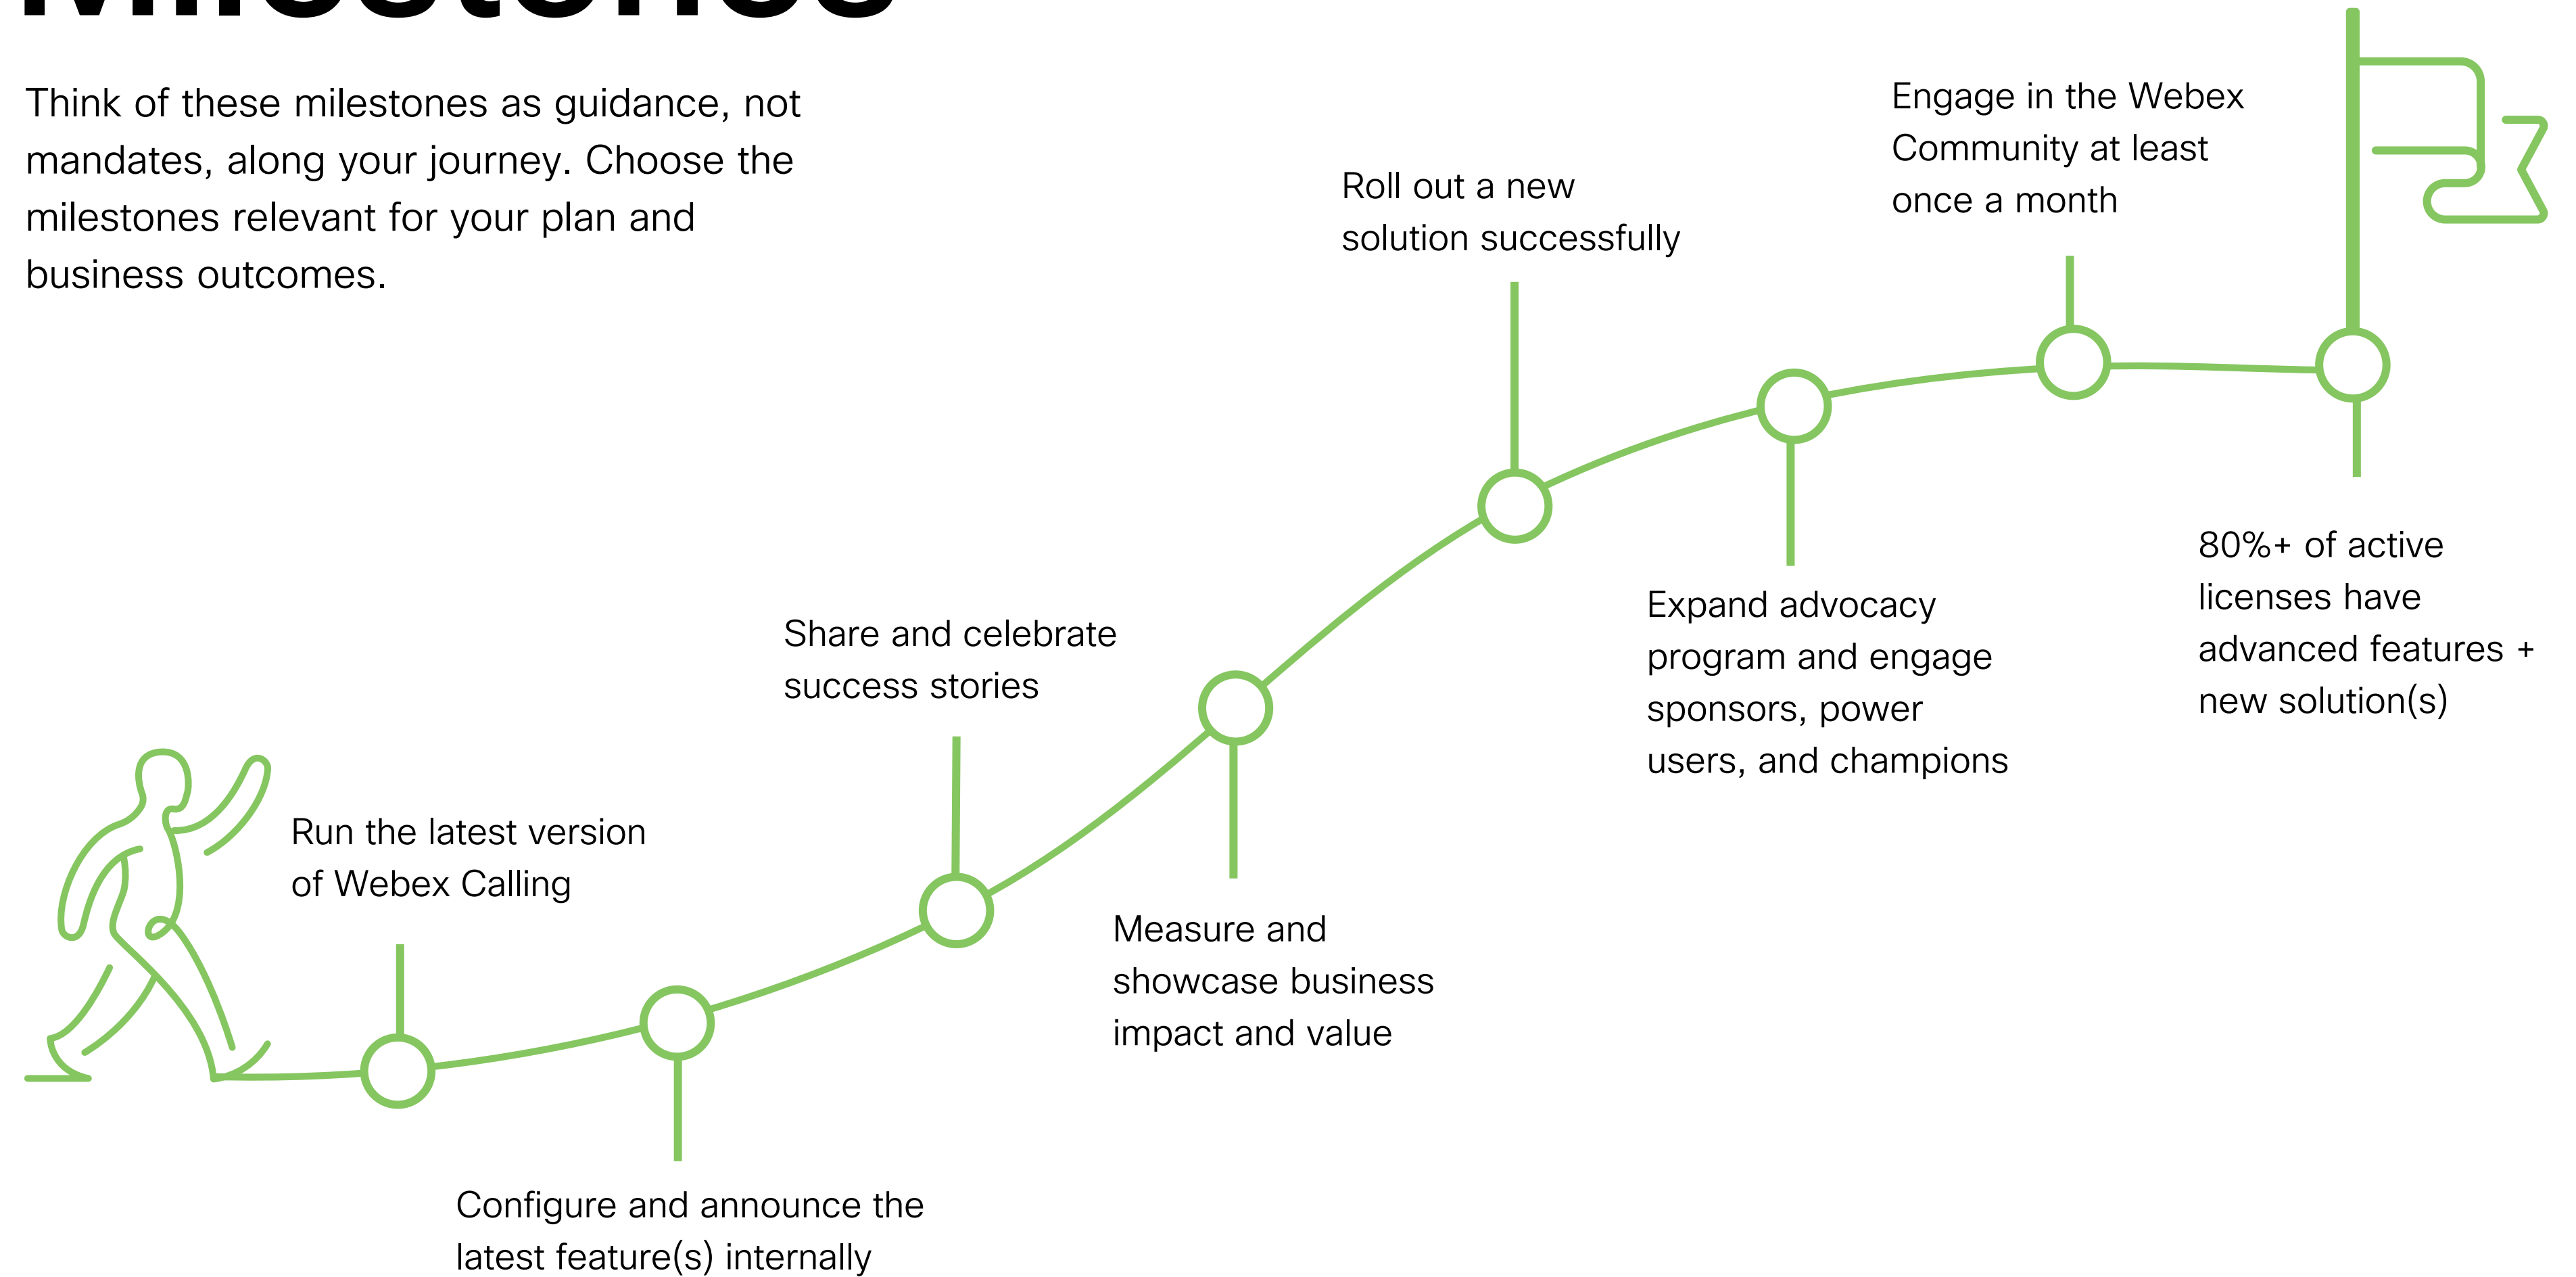 Milestones
Think of these milestones as guidance, not
mandates, along your journey. Choose the
milestones relevant for your plan and
business outcomes.
Run the latest version
of Webex Calling
Configure and announce the
latest feature(s) internally
Share and celebrate
success stories
Measure and
showcase business
impact and value
Roll out a new
solution successfully
Expand advocacy
program and engage
sponsors, power
users, and champions
Engage in the Webex
Community at least
once a month
80%+ of active
licenses have
advanced features +
new solution(s)